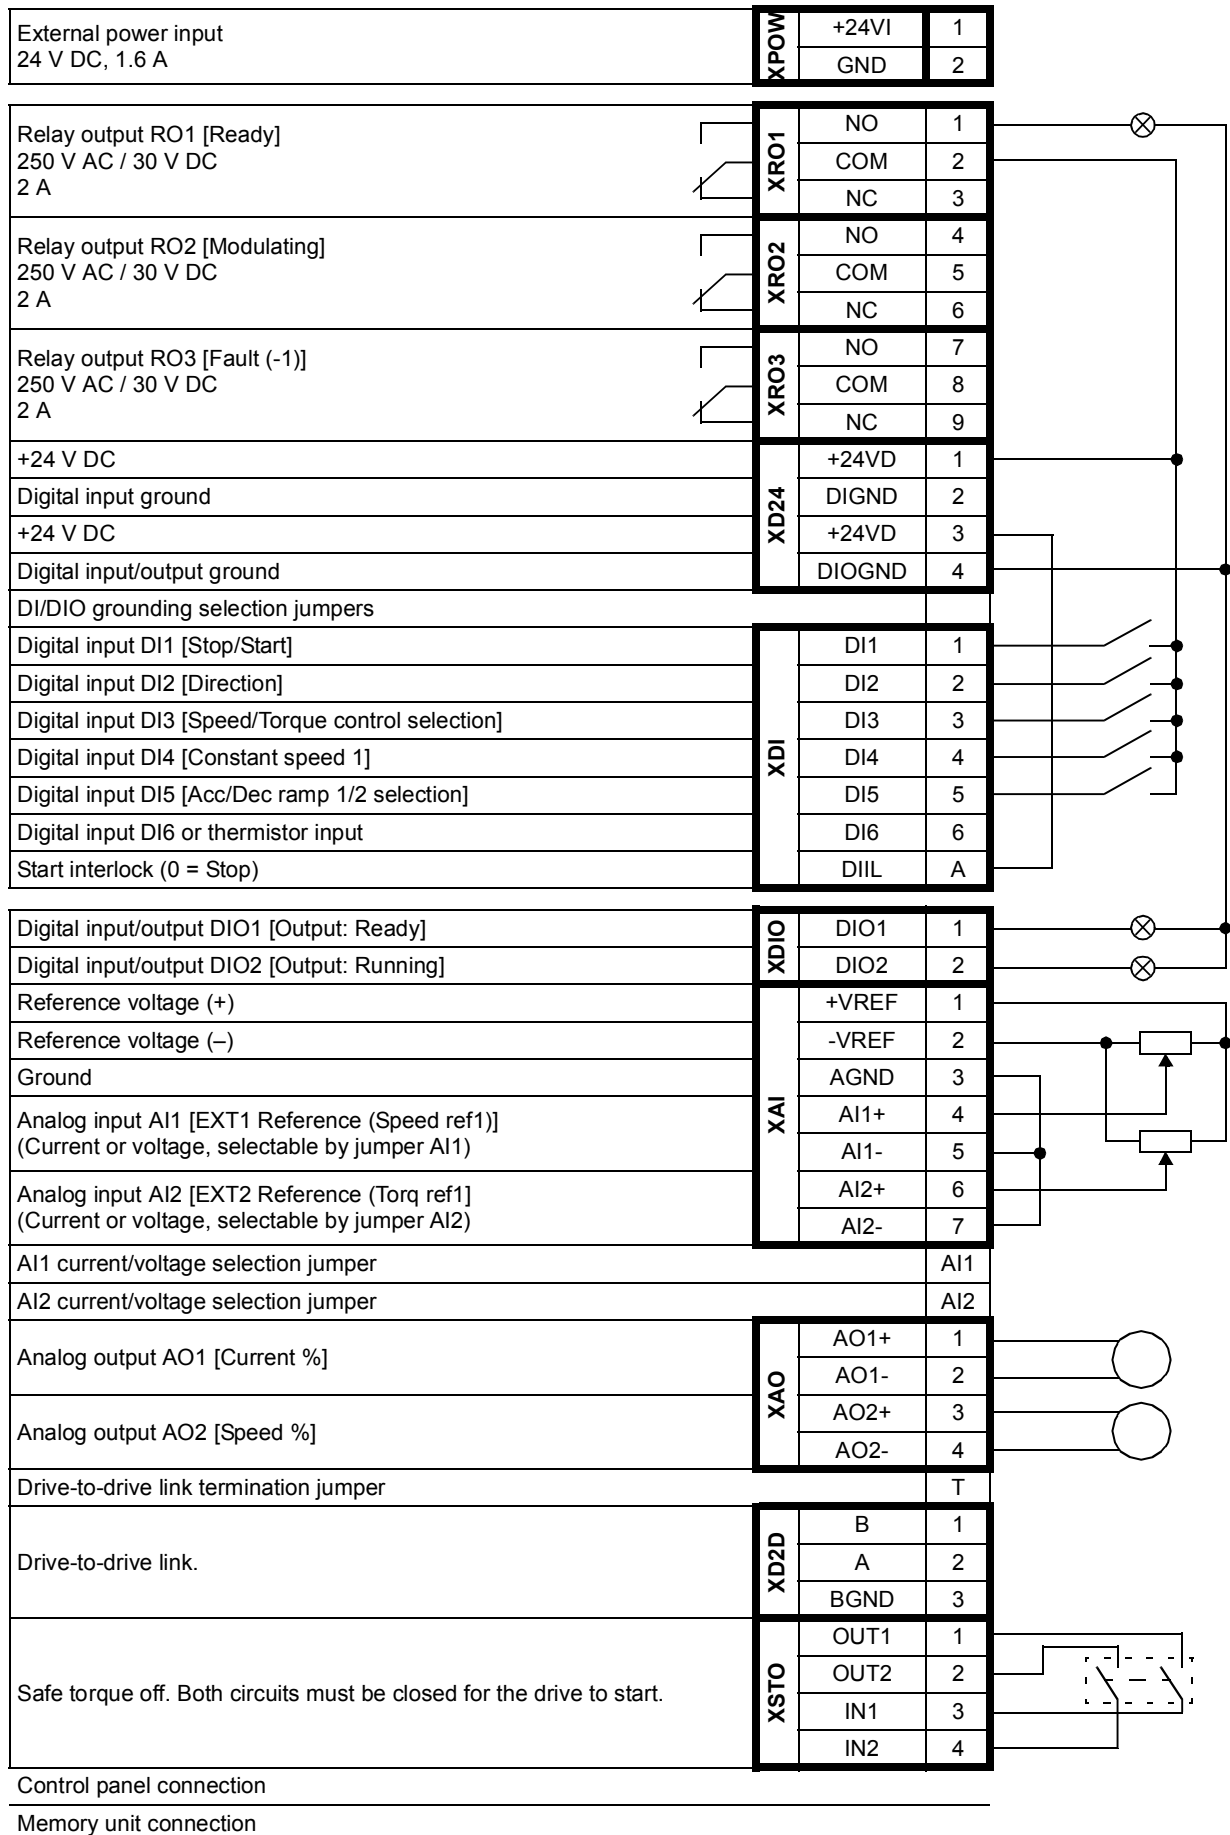 External power input
24 V DC, 1.6 A
XPOW
+24VI 1
GND 2
Relay output RO1 [Ready]
250 V AC / 30 V DC
2 A
XRO1
NO 1
COM 2
NC 3
Relay output RO2 [Modulating]
250 V AC / 30 V DC
2 A
XRO2
NO 4
COM 5
NC 6
Relay output RO3 [Fault (-1)]
250 V AC / 30 V DC
2 A
XRO3
NO 7
COM 8
NC 9
XD24
+24 V DC +24VD 1
Digital input ground DIGND 2
+24 V DC +24VD 3
Digital input/output ground DIOGND 4
DI/DIO grounding selection jumpers
XDI
Digital input DI1 [Stop/Start] DI1 1
Digital input DI2 [Direction] DI2 2
Digital input DI3 [Speed/Torque control selection] DI3 3
Digital input DI4 [Constant speed 1] DI4 4
Digital input DI5 [Acc/Dec ramp 1/2 selection] DI5 5
Digital input DI6 or thermistor input DI6 6
Start interlock (0 = Stop) DIIL A
XDIO
Digital input/output DIO1 [Output: Ready] DIO1 1
Digital input/output DIO2 [Output: Running] DIO2 2
XAI
Reference voltage (+) +VREF 1
Reference voltage (–) -VREF 2
Ground AGND 3
Analog input AI1 [EXT1 Reference (Speed ref1)]
(Current or voltage, selectable by jumper AI1)
AI1+ 4
AI1- 5
Analog input AI2 [EXT2 Reference (Torq ref1]
(Current or voltage, selectable by jumper AI2)
AI2+ 6
AI2- 7
AI1 current/voltage selection jumper AI1
AI2 current/voltage selection jumper AI2
XAO
Analog output AO1 [Current %]
AO1+ 1
AO1- 2
Analog output AO2 [Speed %]
AO2+ 3
AO2- 4
Drive-to-drive link termination jumper T
Drive-to-drive link.
XD2D
B 1
A 2
BGND 3
Safe torque off. Both circuits must be closed for the drive to start.
XSTO
OUT1 1
OUT2 2
IN1 3
IN2 4
Control panel connection
Memory unit connection